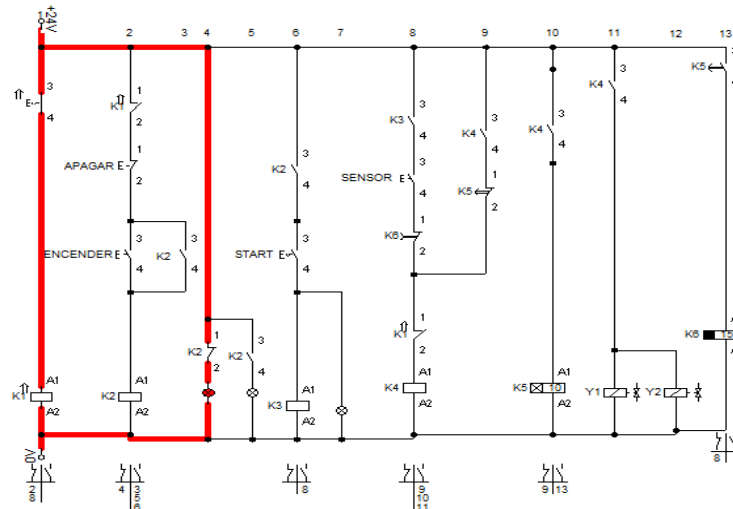 1 +24V
2 4 5 6 7 8 9 10 11 12 13
3
E
4
K1
1
2
APAGAR E
1
2
ENCENDER E
3
4
K2
3
4
K2
1
2
K2
3
4
K2
3
4
START E
3
4
K3
3
4
SENSOR E
3
4
K6
1
2
K1
1
2
K4
3
4
K5
1
2
K4
3
4
K4
3
4
K5
3
K6 15
K1
A1
A2
K2
A1
A2
K3
A1
A2
K4
A1
A2
K5 10
A1
A2
Y1
Y2
0V
2
8
4 3
5
6
8
9
10
11
9 13
8